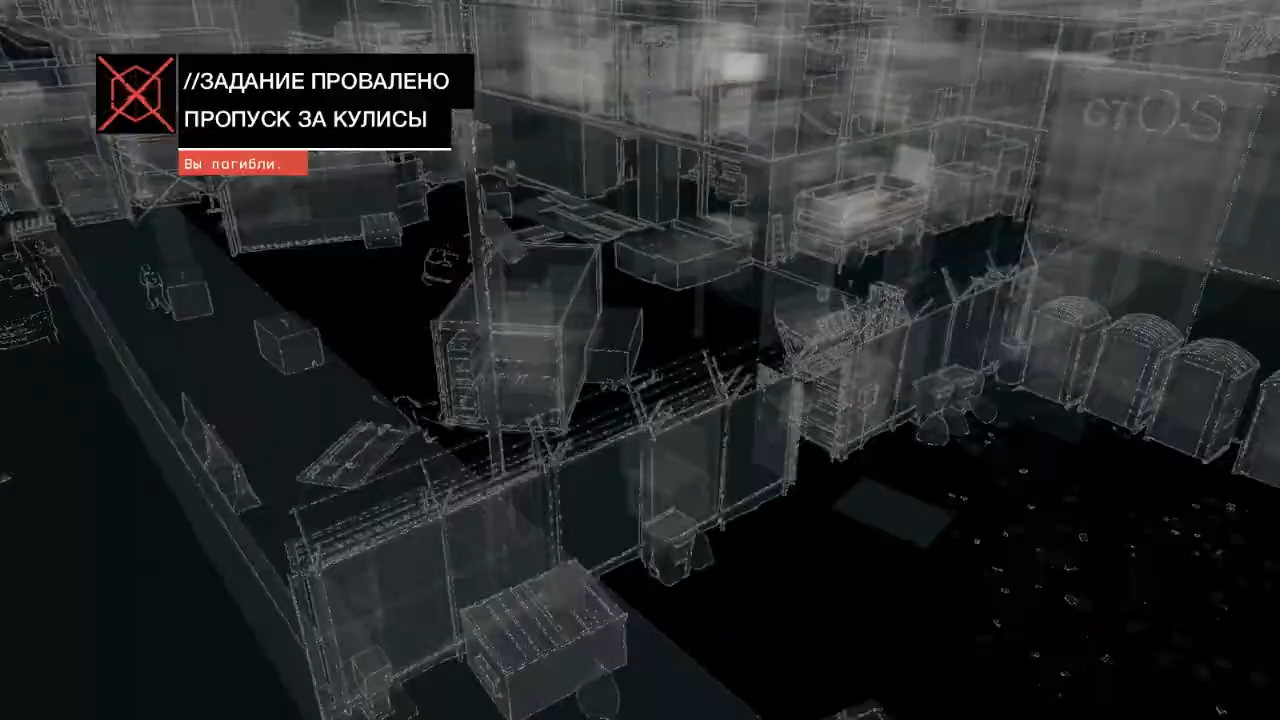 //ЗАДАНИЕ ПРОВАЛЕНО
ПРОПУСК ЗА КУЛИСЫ
Вы погибли.
ctOS